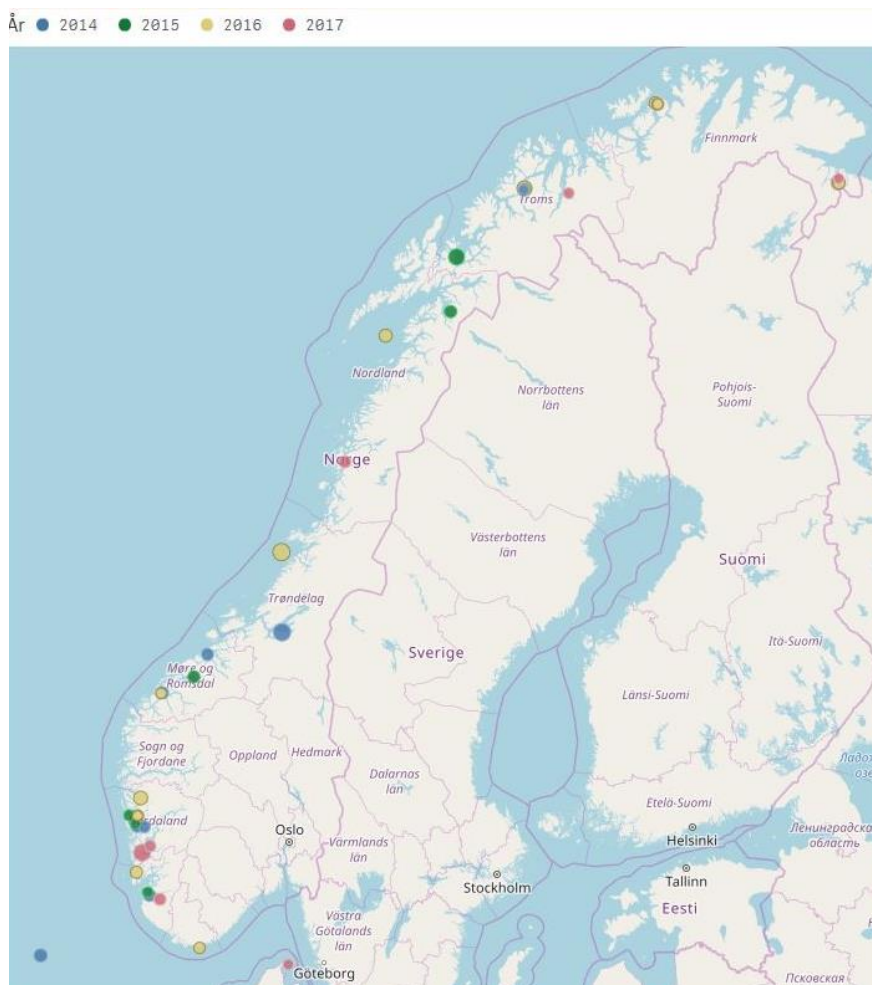 År 2014 2015 2016 2017
Finnmark
Troms
Nordland
Norrbottens
län
Pohjois-
Suomi
Norge
Västerbottens
län
Suomi
Trøndelag
Sverige
Itä-Suomi
Møre og
Romsdal
Länsi-Suomi
Sogn og
Fjordane
Oppland
Hedmark
Dalarnas
län
Etelä-Suomi
rdaland
Oslo
Helsinki
Ленинградская
область
Värmlands
län
Stockholm
Tallinn
Eesti
Västra
Götalands
län
Göteborg
Псковская